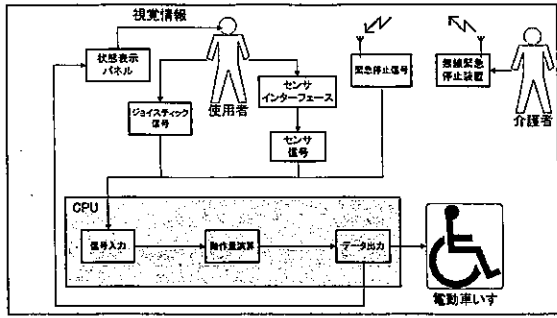 視覚情報
状態表示
パネル
使用者
ジョイスティック
信号
センサ
インターフェース
センサ
信号
緊急停止信号
無線緊急
停止装置
介護者
CPU
信号入力
動作量演算
データ出力
電動車いす